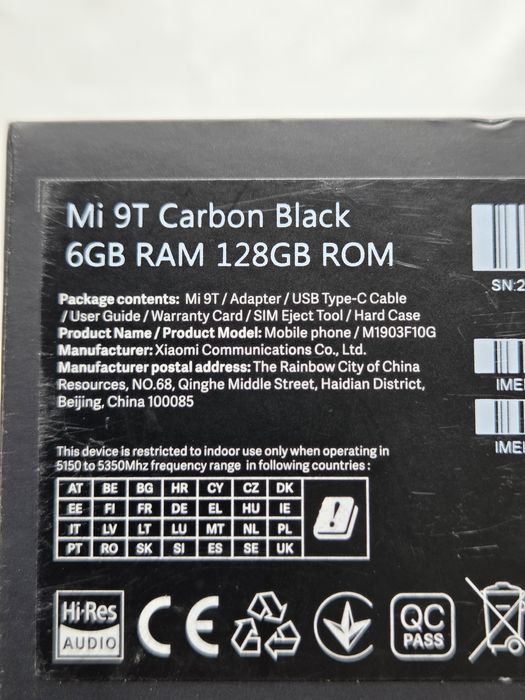 Mi 9T Carbon Black
6GB RAM 128GB ROM
Package contents: Mi 9T / Adapter / USB Type-C Cable
/ User Guide / Warranty Card / SIM Eject Tool / Hard Case
Product Name / Product Model: Mobile phone / M1903F10G
Manufacturer: Xiaomi Communications Co., Ltd.
Manufacturer postal address: The Rainbow City of China
Resources, NO.68, Qinghe Middle Street, Haidian District,
Beijing, China 100085
SN:2
IMEI
IMEI
This device is restricted to indoor use only when operating in
5150 to 5350Mhz frequency range in following countries :
AT BE BG HR CY CZ DK
EE FI FR DE EL HU IE
IT LV LT LU MT NL PL
PT RO SK SI ES SE UK
Hi-Res
AUDIO
CE
QC
PASS